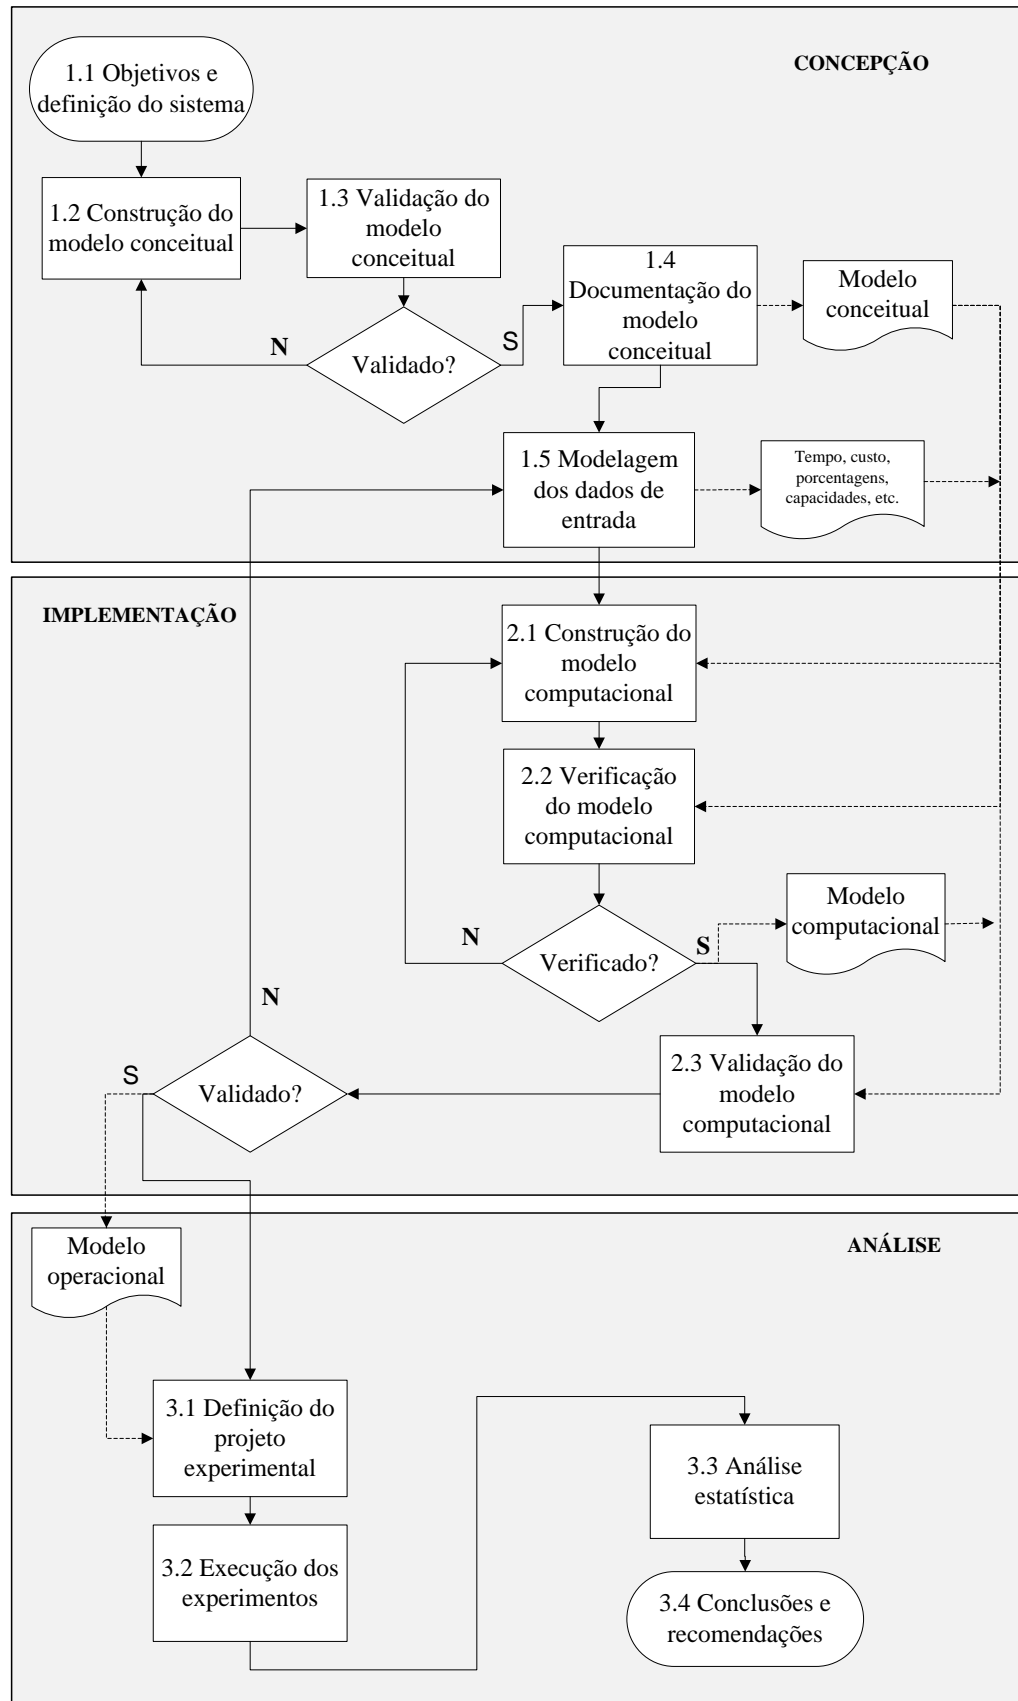 CONCEPÇÃO
1.1 Objetivos e
definição do sistema
1.2 Construção do
modelo conceitual
1.3 Validação do
modelo
conceitual
N
Validado?
S
1.4
Documentação do
modelo
conceitual
Modelo
conceitual
1.5 Modelagem
dos dados de
entrada
Tempo, custo,
porcentagens,
capacidades, etc.
IMPLEMENTAÇÃO
2.1 Construção do
modelo
computacional
2.2 Verificação
do modelo
computacional
N
Verificado?
S
Modelo
computacional
2.3 Validação do
modelo
computacional
N
S
Validado?
ANÁLISE
Modelo
operacional
3.1 Definição do
projeto
experimental
3.2 Execução dos
experimentos
3.3 Análise
estatística
3.4 Conclusões e
recomendações